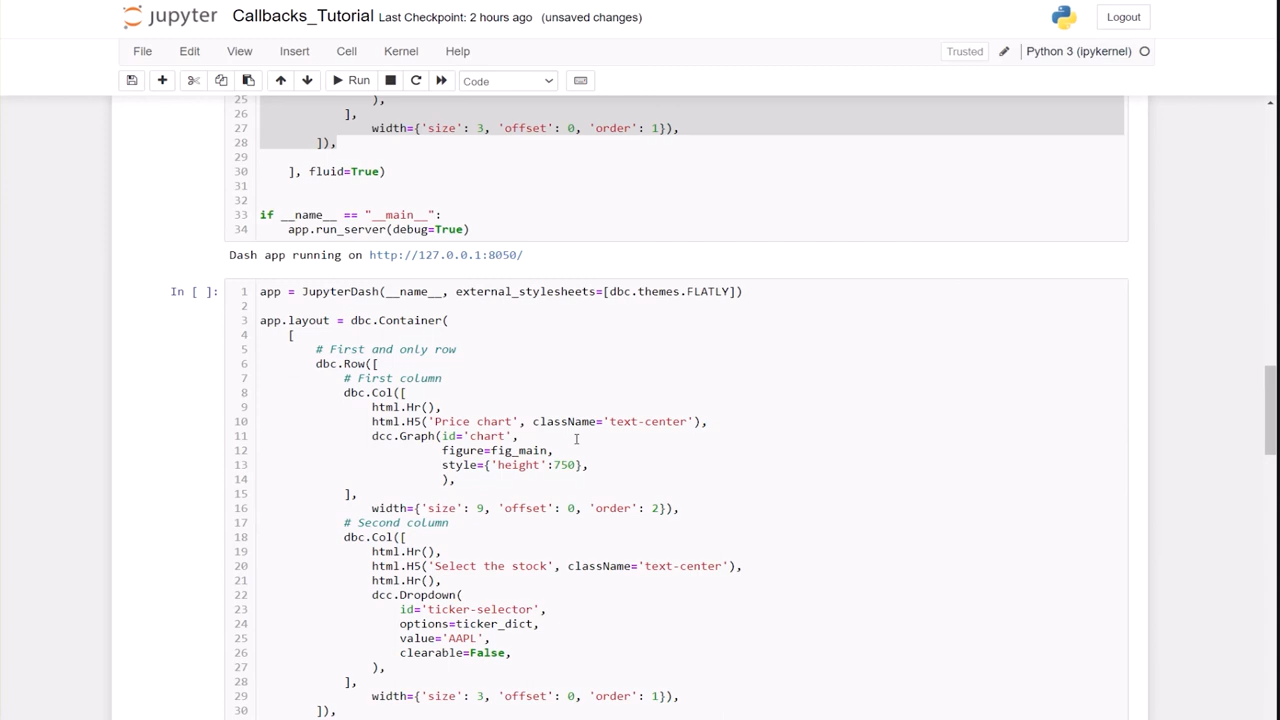 jupyter Callbacks_Tutorial Last Checkpoint: 2 hours ago (unsaved changes) Logout
File Edit View Insert Cell Kernel Help Trusted Python 3 (ipykernel)
Run Code
25 ),
26 ],
27 width={'size': 3, 'offset': 0, 'order': 1}),
28 ]),
29
30 ], fluid=True)
31
32
33 if __name__ == "__main__":
34 app.run_server(debug=True)
Dash app running on http://127.0.0.1:8050/
In [ ]: 1 app = JupyterDash(__name__, external_stylesheets=[dbc.themes.FLATLY])
2
3 app.layout = dbc.Container(
4 [
5 # First and only row
6 dbc.Row([
7 # First column
8 dbc.Col([
9 html.Hr(),
10 html.H5('Price chart', className='text-center'),
11 dcc.Graph(id='chart',
12 figure=fig_main,
13 style={'height':750},
14 ),
15 ],
16 width={'size': 9, 'offset': 0, 'order': 2}),
17 # Second column
18 dbc.Col([
19 html.Hr(),
20 html.H5('Select the stock', className='text-center'),
21 html.Hr(),
22 dcc.Dropdown(
23 id='ticker-selector',
24 options=ticker_dict,
25 value='AAPL',
26 clearable=False,
27 ),
28 ],
29 width={'size': 3, 'offset': 0, 'order': 1}),
30 ]),